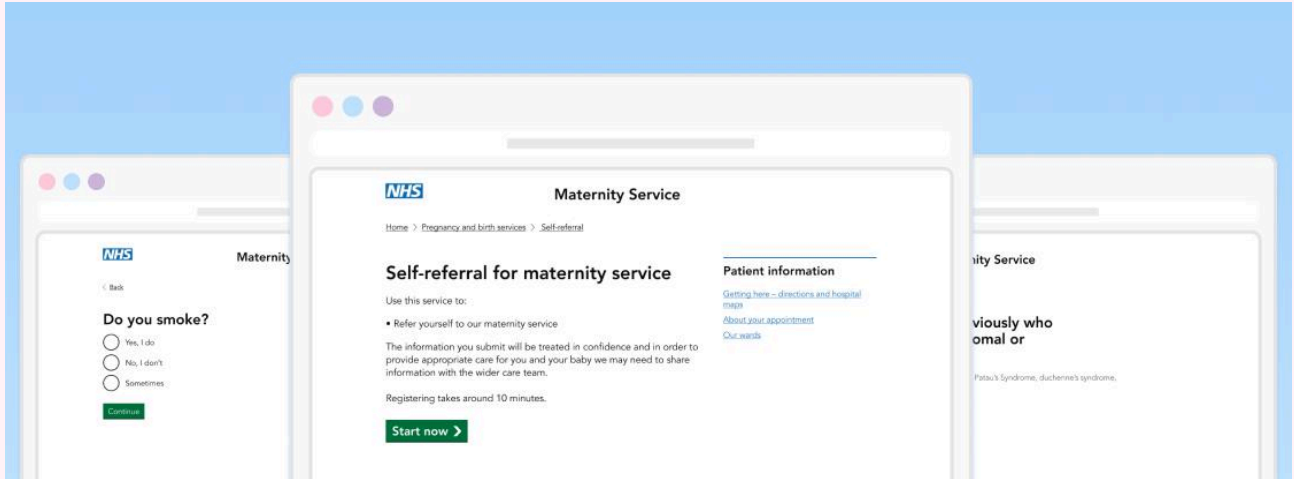 NHS
Maternity Service
Home > Pregnancy and birth services > Self-referral
Self-referral for maternity service
Use this service to:
• Refer yourself to our maternity service
The information you submit will be treated in confidence and in order to
provide appropriate care for you and your baby we may need to share
information with the wider care team.
Registering takes around 10 minutes.
Start now >
Patient information
Getting here – directions and hospital
maps
About your appointment
Our wards
NHS
Maternity
< Back
Do you smoke?
Yes, I do
No, I don't
Sometimes
Continue
nity Service
viously who
omal or
Patau's Syndrome, duchenne's syndrome,